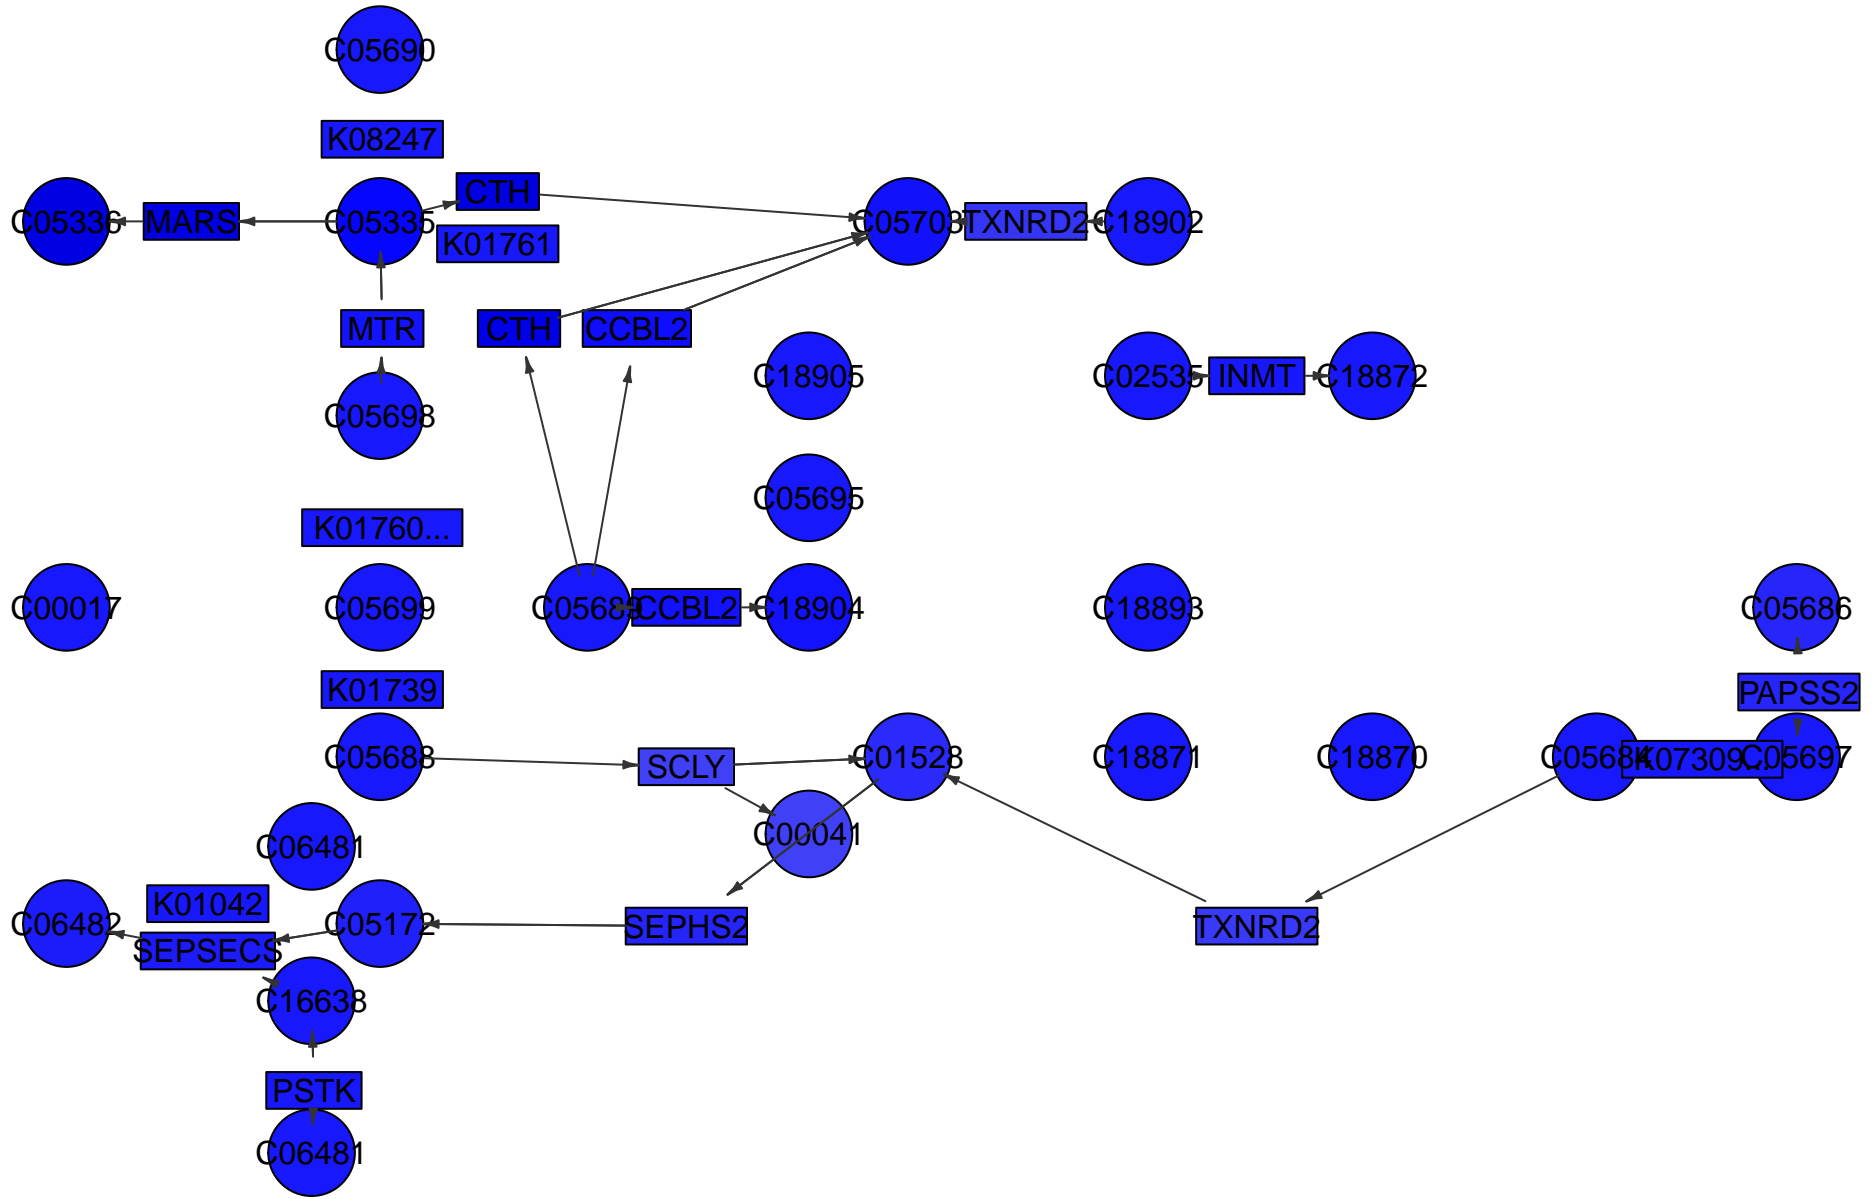 C05690
K08247
CTH
C05336
MARS
C05335
C05703
TXNRD2
C18902
K01761
MTR
CTH
CCBL2
C18905
C02535
INMT
C18872
C05698
C05695
K01760...
C00017
C05699
C05689
CCBL2
C18904
C18893
C05686
K01739
PAPSS2
C05688
SCLY
C01528
C18871
C18870
C05684
K07309...
C05697
C00041
C06481
K01042
C06482
C05172
SEPHS2
TXNRD2
SEPSECS
C16638
PSTK
C06481